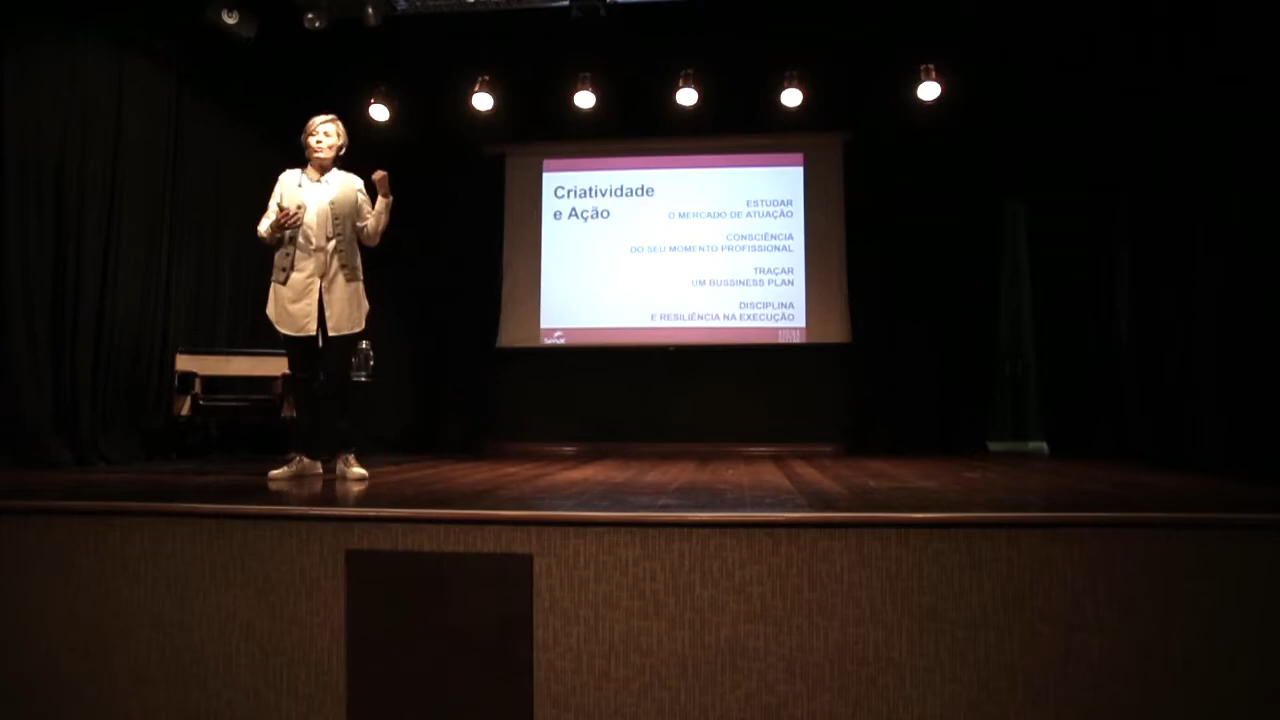 Criatividade
e Ação
ESTUDAR
O MERCADO DE ATUAÇÃO
CONSCIÊNCIA
DO SEU MOMENTO PROFISSIONAL
TRAÇAR
UM BUSSINESS PLAN
DISCIPLINA
E RESILIÊNCIA NA EXECUÇÃO
senac